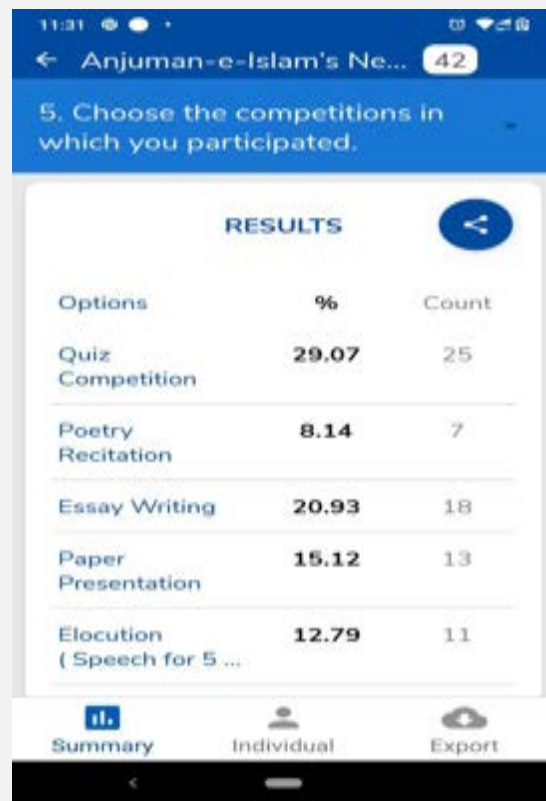 11:31
← Anjuman-e-Islam's Ne... 42
5. Choose the competitions in
which you participated.
RESULTS
Options % Count
Quiz
Competition 29.07 25
Poetry
Recitation 8.14 7
Essay Writing 20.93 18
Paper
Presentation 15.12 13
Elocution
( Speech for 5 ... 12.79 11
Summary Individual Export